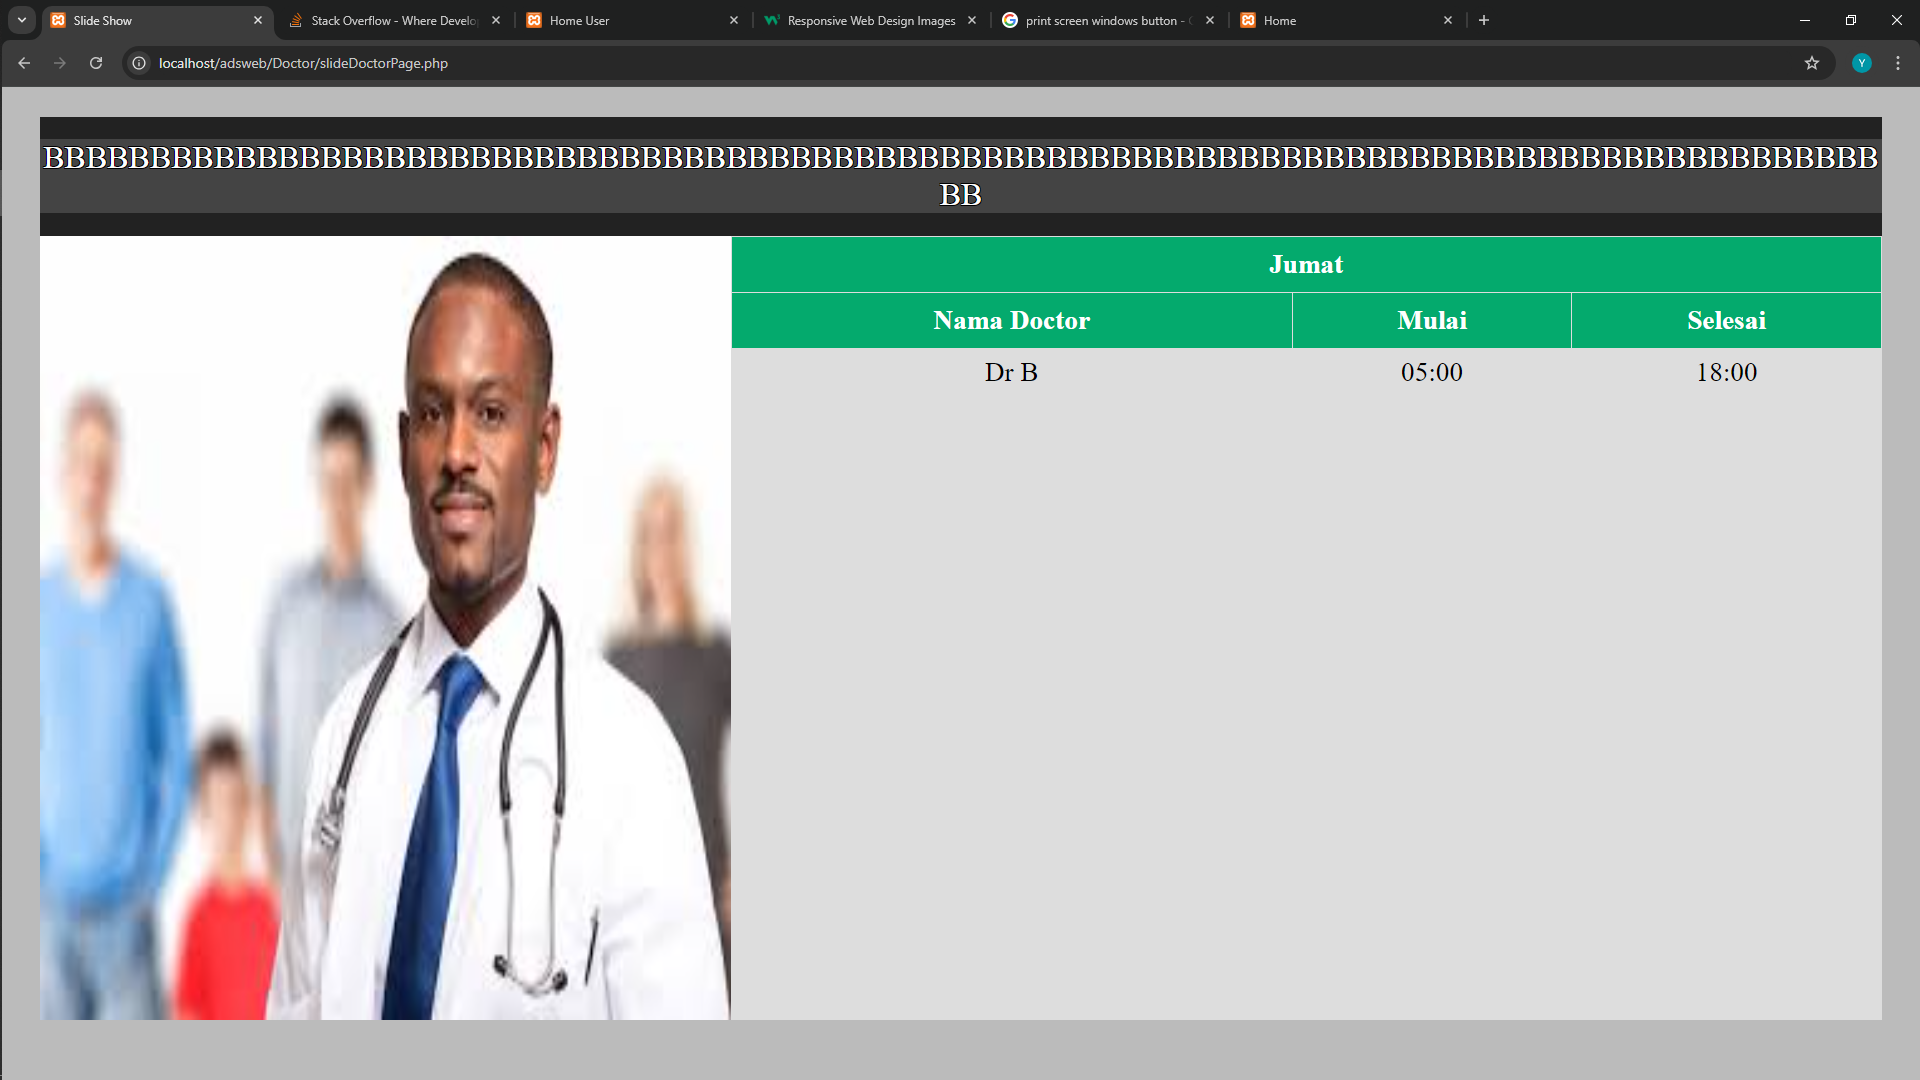 Slide Show
Stack Overflow - Where Develo
Home User
Responsive Web Design Images
print screen windows button -
Home
localhost/adsweb/Doctor/slideDoctorPage.php
Y
BBBBBBBBBBBBBBBBBBBBBBBBBBBBBBBBBBBBBBBBBBBBBBBBBBBBBBBBBBBBBBBBBBBBBBBBBBBBBBBBBBBBBB
BB
Jumat
Nama Doctor Mulai Selesai
Dr B 05:00 18:00